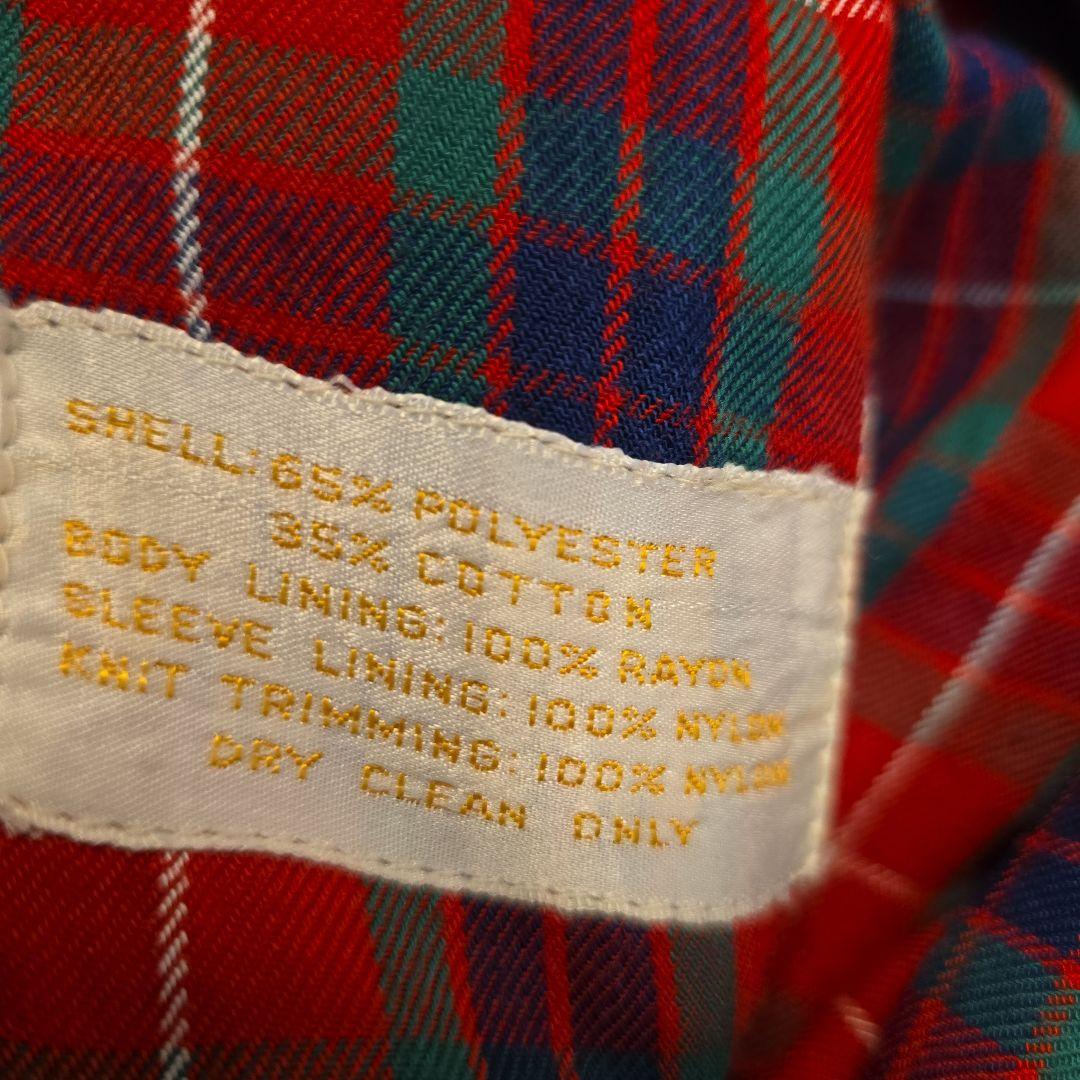 SHELL: 65% POLYESTER
35% COTTON
BODY LINING: 100% RAYON
SLEEVE LINING: 100% NYLON
KNIT TRIMMING: 100% NYLON
DRY CLEAN ONLY